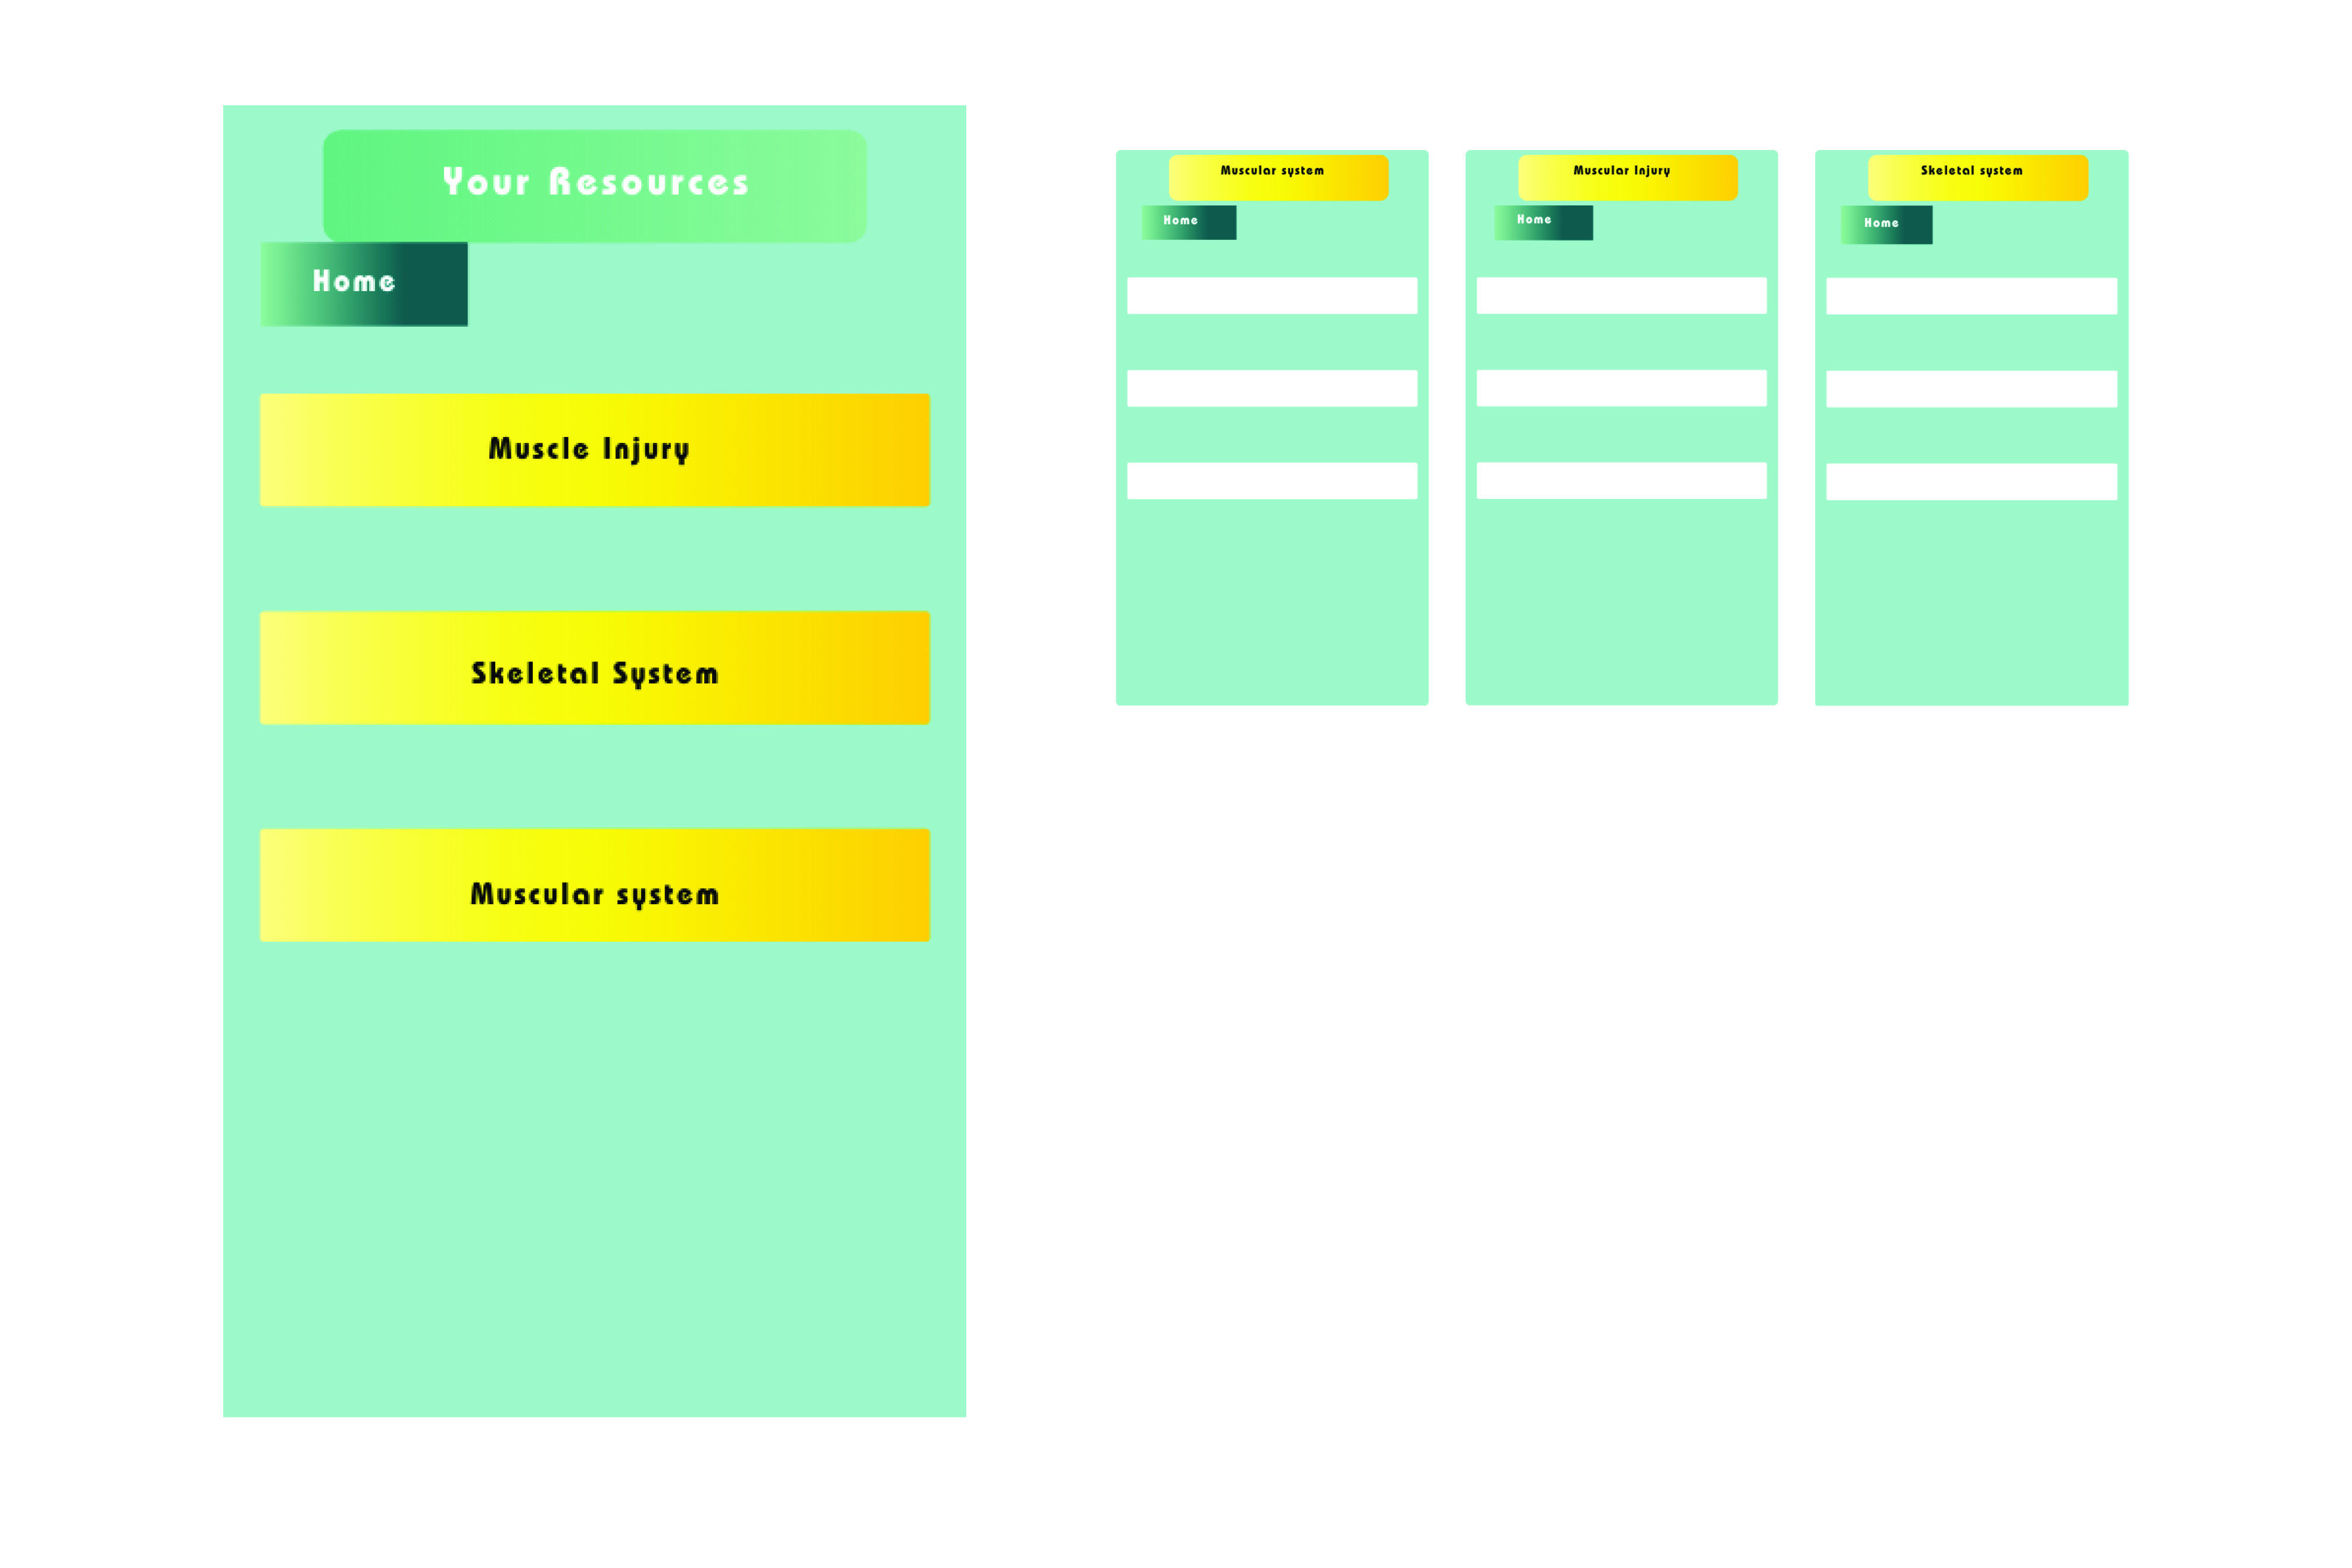 Your Resources
Home
Muscle Injury
Skeletal System
Muscular system
Muscular system
Home
Muscular Injury
Home
Skeletal system
Home